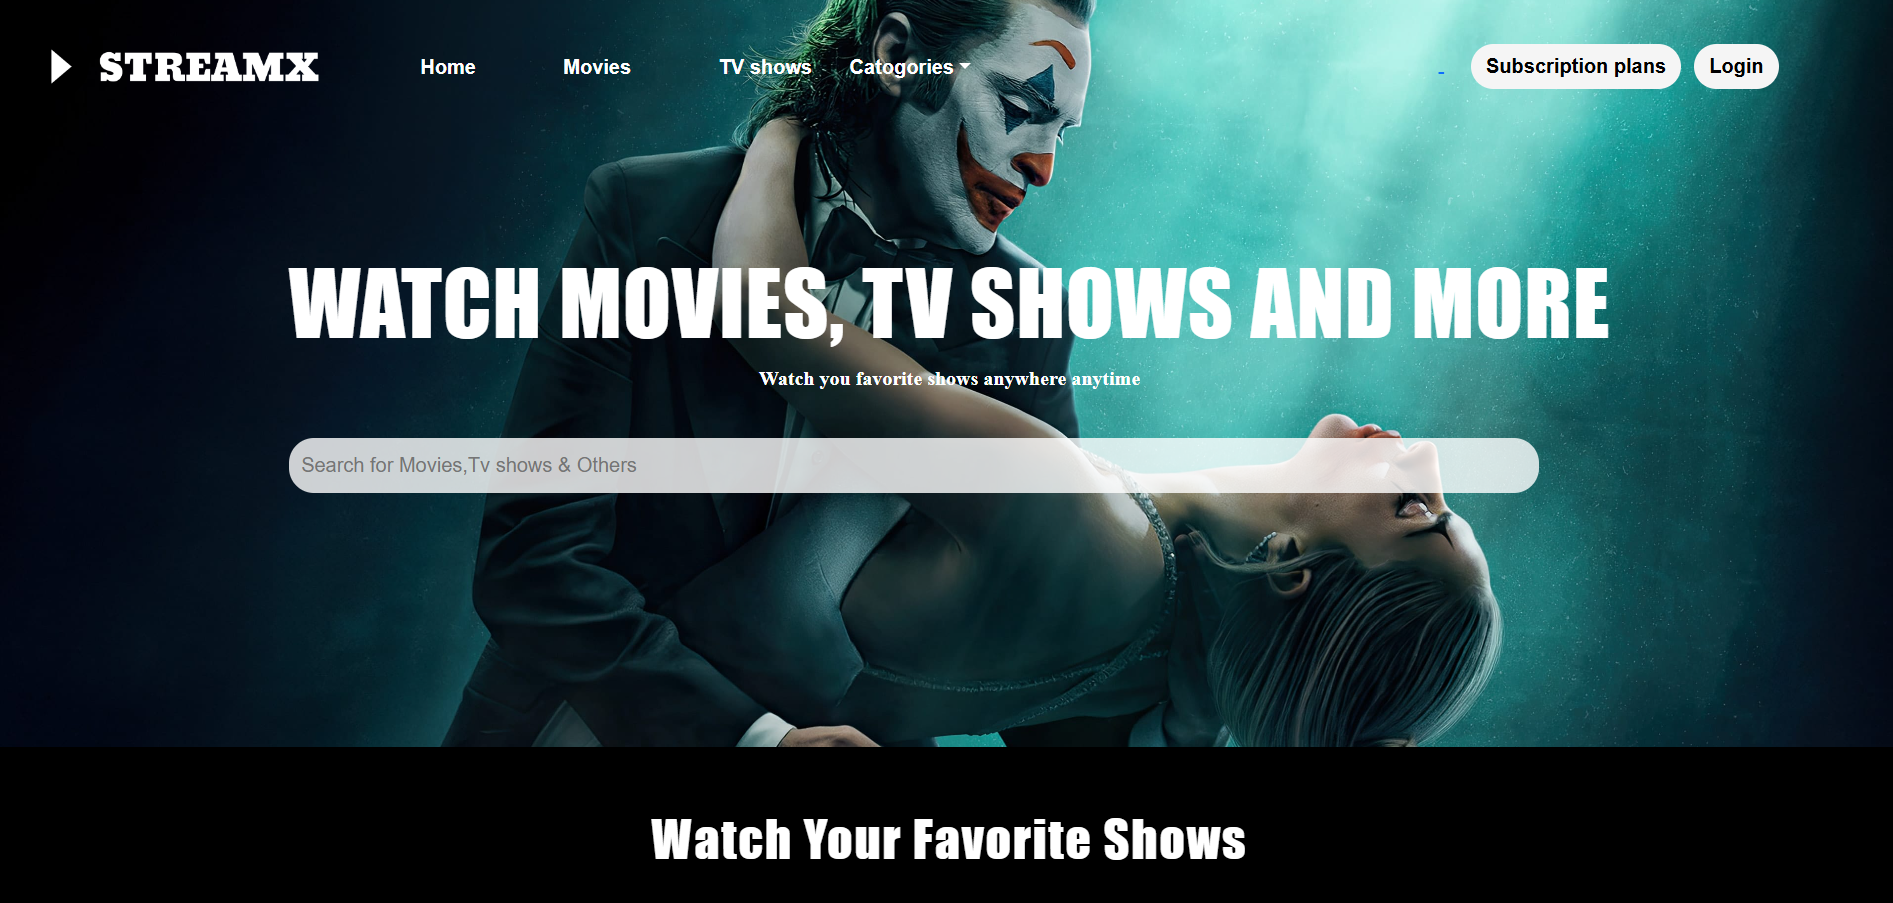 STREAMX
Home Movies TV shows Catogories
Subscription plans Login
WATCH MOVIES, TV SHOWS AND MORE
Watch you favorite shows anywhere anytime
Search for Movies,Tv shows & Others
Watch Your Favorite Shows